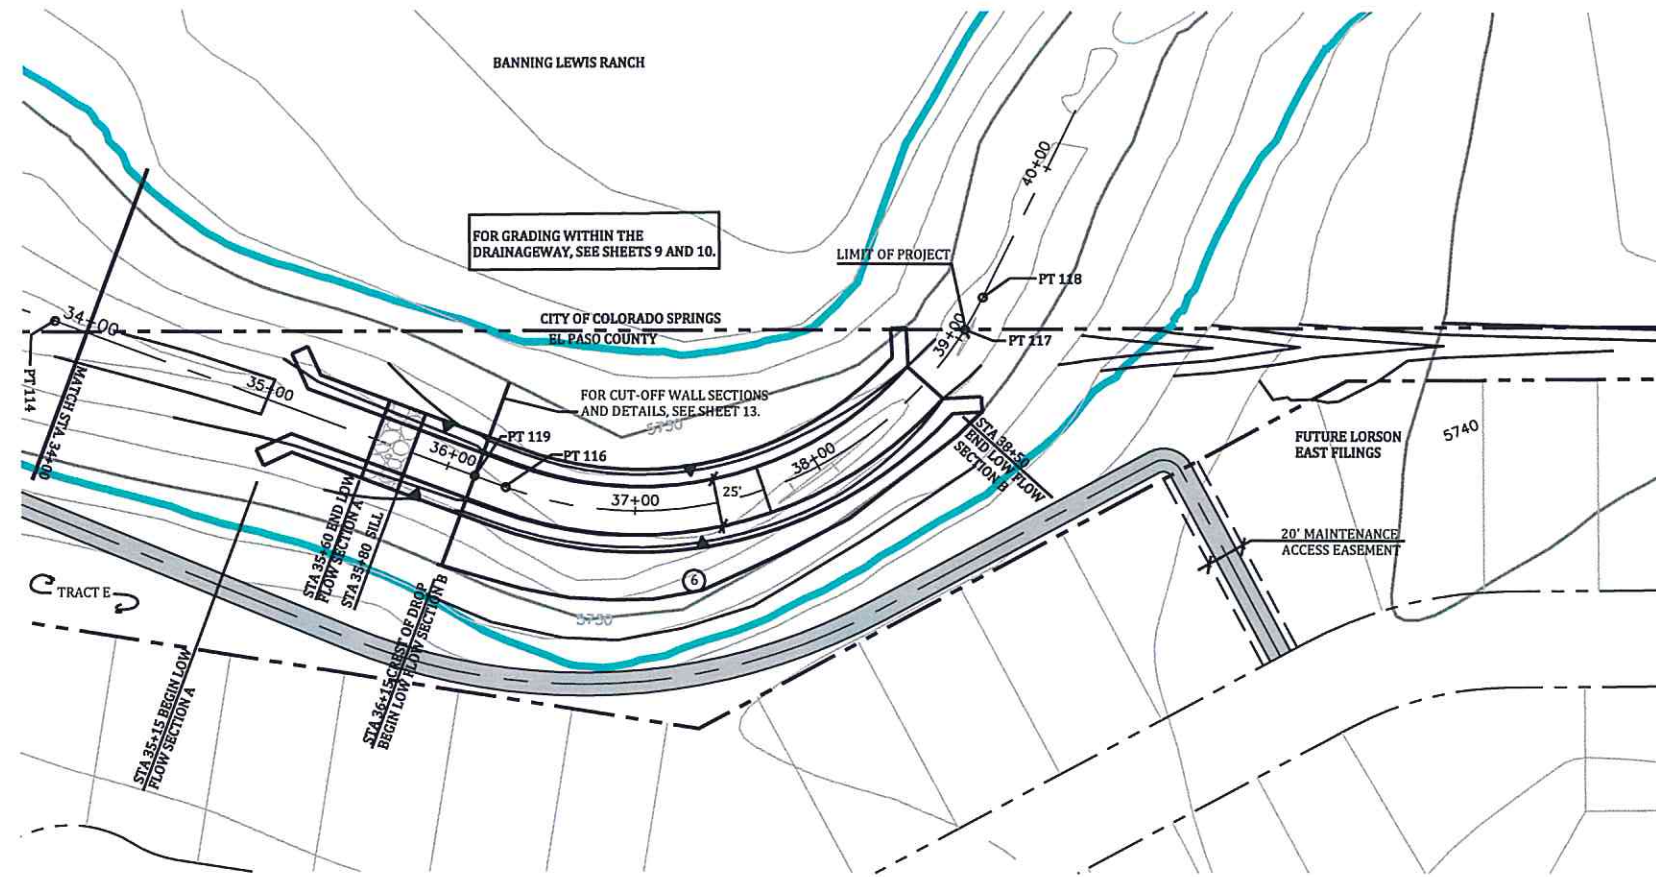 BANNING LEWIS RANCH
FOR GRADING WITHIN THE
DRAINAGEWAY, SEE SHEETS 9 AND 10.
LIMIT OF PROJECT
40+00
PT 118
CITY OF COLORADO SPRINGS
EL PASO COUNTY
39+00
PT 117
34+00
PT 114
MATCH STA. 34+00
35+00
FOR CUT-OFF WALL SECTIONS
AND DETAILS, SEE SHEET 13.
5730
PT 119
PT 116
36+00
37+00
25'
38+00
STA 38+50
END LOW FLOW
SECTION B
FUTURE LORSON
EAST FILINGS
5740
20' MAINTENANCE
ACCESS EASEMENT
6
5730
TRACT E
STA 35+60 END LOW
FLOW SECTION A
STA 35+80 SILL
STA 36+15 CREST OF DROP
BEGIN LOW FLOW SECTION B
STA 35+15 BEGIN LOW
FLOW SECTION A